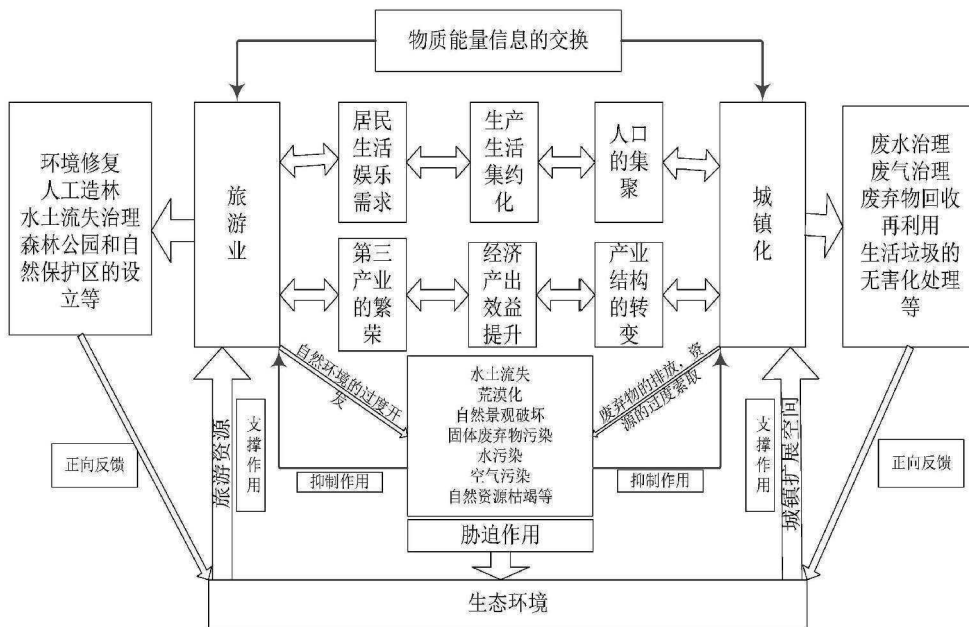 物质能量信息的交换
环境修复
人工造林
水土流失治理
森林公园和自
然保护区的设
立等
旅游业
居民
生活
娱乐
需求
生产
生活
集约
化
人口
的集
聚
城镇化
废水治理
废气治理
废弃物回收
再利用
生活垃圾的
无害化处理
等
第三
产业
的繁
荣
经济
产出
效益
提升
产业
结构
的转
变
自然环境的过度开
发
水土流失
荒漠化
自然景观破坏
固体废弃物污染
水污染
空气污染
自然资源枯竭等
废弃物的排放，资
源的过度索取
正向反馈
旅游资源
支撑作用
抑制作用
抑制作用
支撑作用
城镇扩展空间
正向反馈
胁迫作用
生态环境